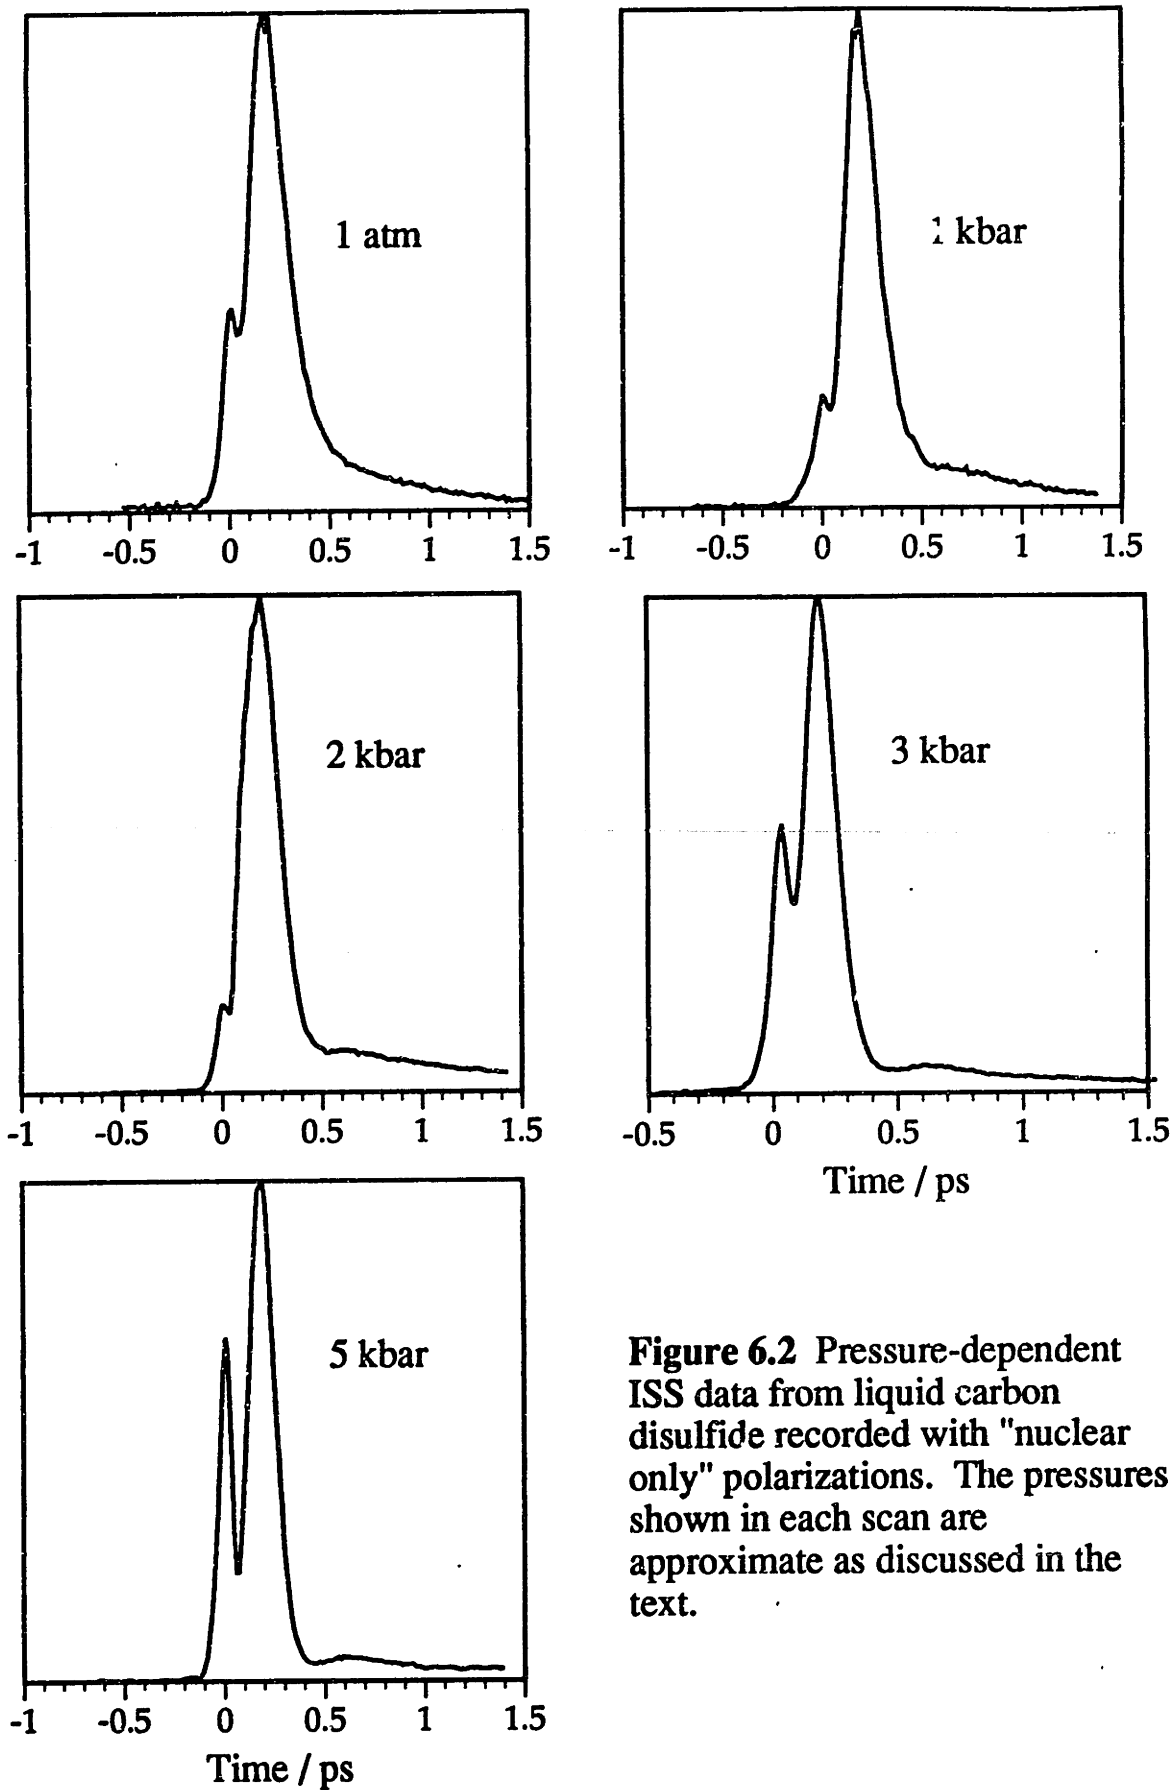 1 atm
-1 -0.5 0 0.5 1 1.5
1 kbar
-1 -0.5 0 0.5 1 1.5
2 kbar
-1 -0.5 0 0.5 1 1.5
3 kbar
-0.5 0 0.5 1 1.5
Time / ps
5 kbar
-1 -0.5 0 0.5 1 1.5
Time / ps
Figure 6.2 Pressure-dependent
ISS data from liquid carbon
disulfide recorded with "nuclear
only" polarizations. The pressures
shown in each scan are
approximate as discussed in the
text.